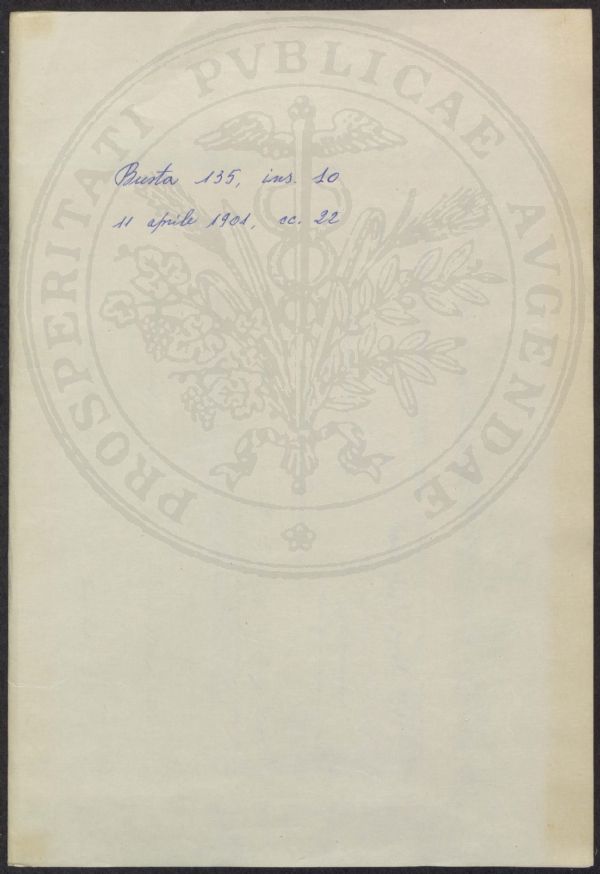 Busta 135, ins. 10
11 aprile 1901, cc. 22
PROSPERITATI PVBLICAE AVGENDAE